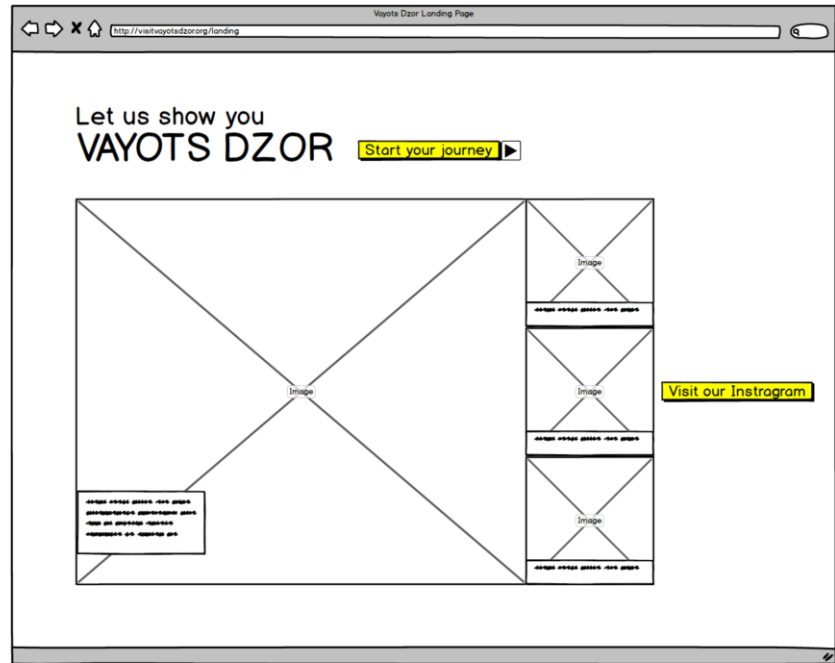 Vayots Dzor Landing Page
http://visitvayotsdzor.org/landing
Let us show you
VAYOTS DZOR
Start your journey
Image
Image
Image
Visit our Instragram
Image